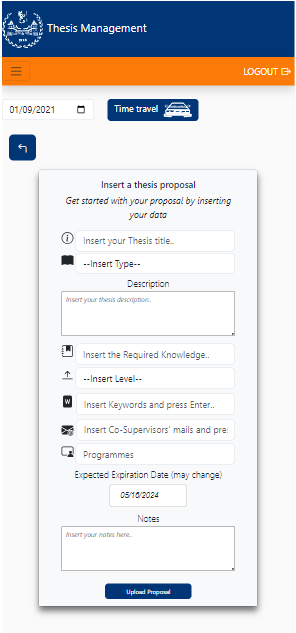 Thesis Management
LOGOUT
01/09/2021
Time travel
Insert a thesis proposal
Get started with your proposal by inserting
your data
Insert your Thesis title..
--Insert Type--
Description
Insert your thesis description..
Insert the Required Knowledge..
--Insert Level--
W
Insert Keywords and press Enter..
Insert Co-Supervisors' mails and pre
Programmes
Expected Expiration Date (may change)
05/16/2024
Notes
Insert your notes here..
Upload Proposal